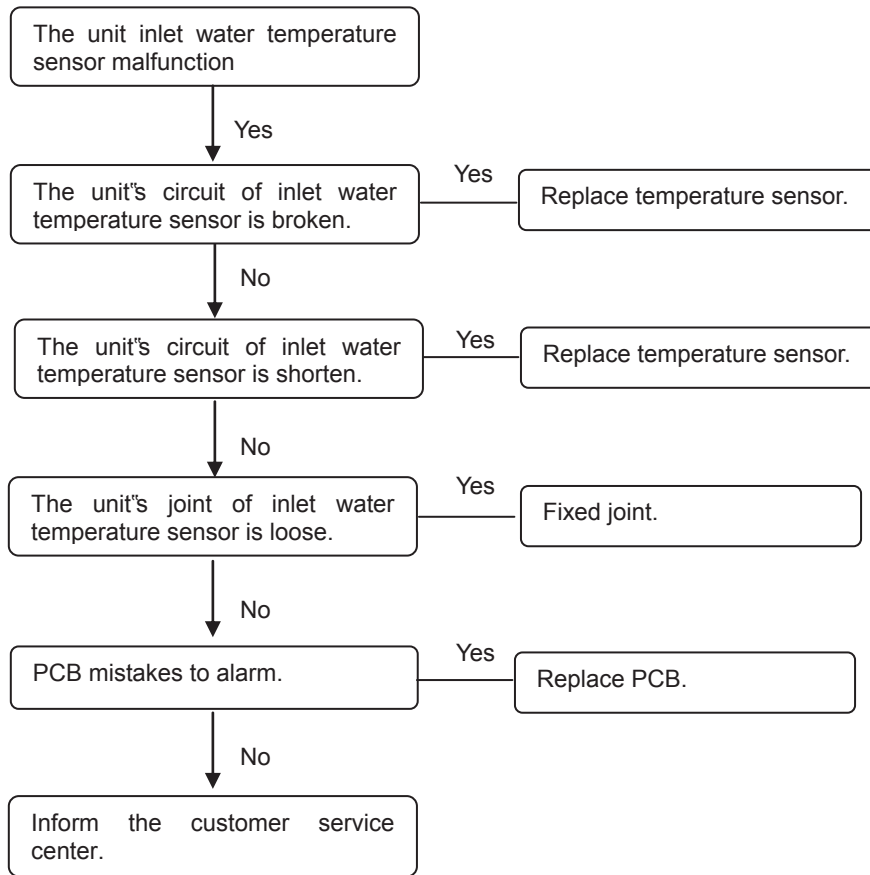 The unit inlet water temperature
sensor malfunction
Yes
The unit‟s circuit of inlet water
temperature sensor is broken.
Yes
Replace temperature sensor.
No
The unit‟s circuit of inlet water
temperature sensor is shorten.
Yes
Replace temperature sensor.
No
The unit‟s joint of inlet water
temperature sensor is loose.
Yes
Fixed joint.
No
PCB mistakes to alarm.
Yes
Replace PCB.
No
Inform the customer service
center.